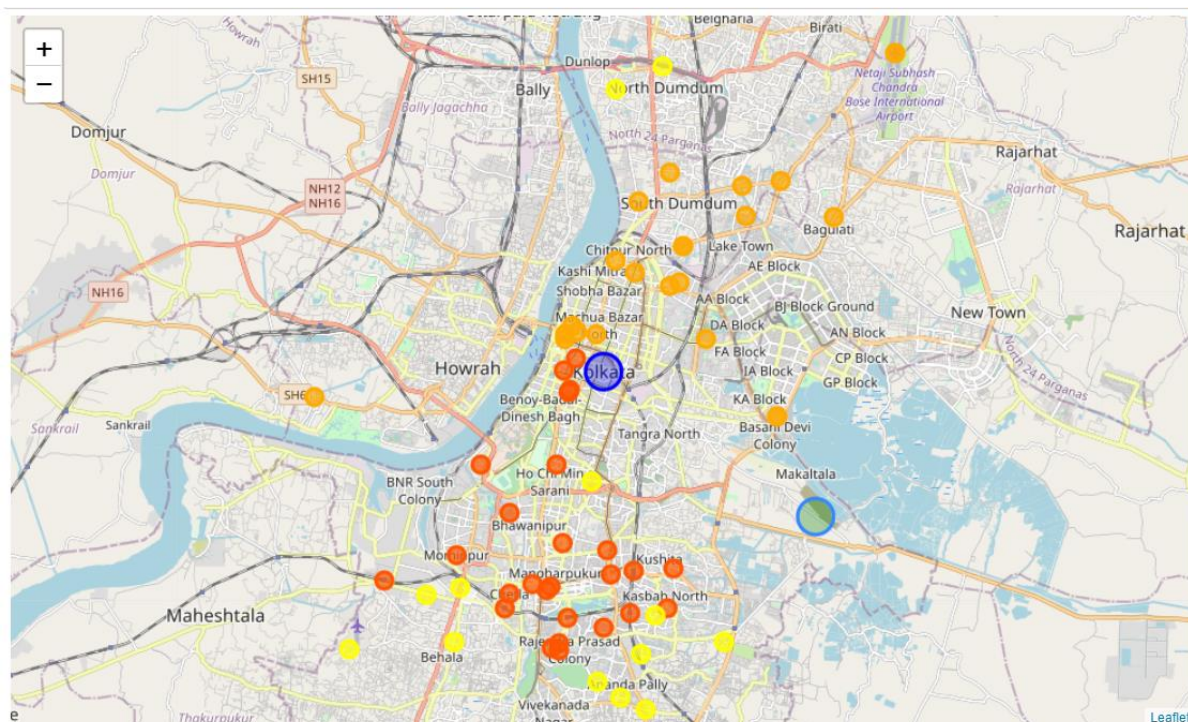 +
−
Belgharia
Birati
Howrah
SH15
Dunlop
Bally
North Dumdum
Netaji Subhash
Chandra
Bose International
Airport
Bally Jagachha
Domjur
North 24 Parganas
Rajarhat
Domjur
NH12
NH16
Rajarhat
South Dumdum
Baguiati
Rajarhat
Chitpur North
Lake Town
AE Block
Kashi Mitra
NH16
Shobha Bazar
AA Block
BJ Block Ground
New Town
Machua Bazar
North
DA Block
AN Block
FA Block
CP Block
Howrah
Kolkata
IA Block
GP Block
North 24 Parganas
SH6
Benoy-Badal-
Dinesh Bagh
KA Block
Sankrail
Sankrail
Tangra North
Basanti Devi
Colony
BNR South
Colony
Ho Chi Min
Sarani
Makaltala
Bhawanipur
Kushtia
Manoharpukur
Maheshtala
Chetla
Kasbah North
Behala
Rajendra Prasad
Colony
Ananda Pally
Vivekanada
Nagar
Thakurpukur
e
Leaflet